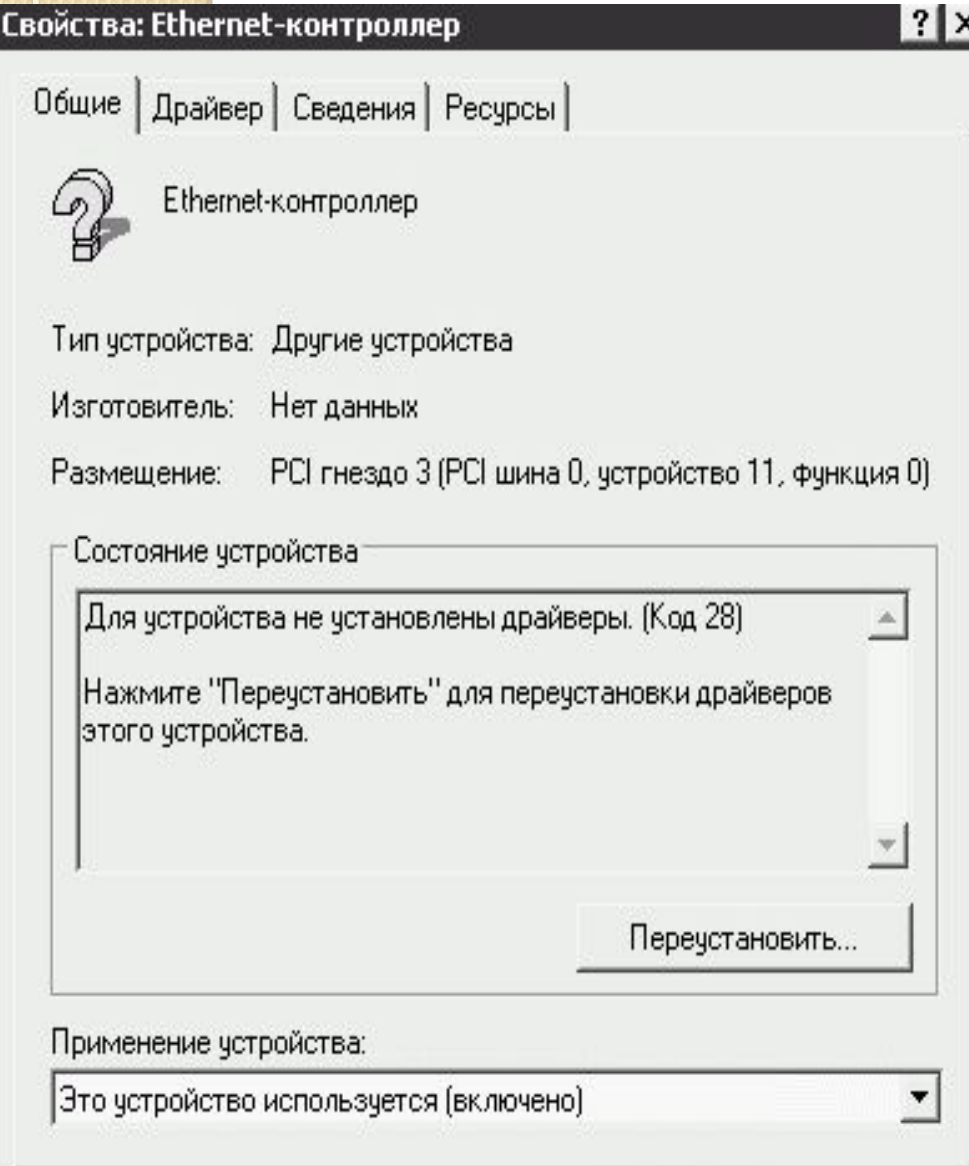 Свойства: Ethernet-контроллер
Общие
Драйвер
Сведения
Ресурсы
Ethernet-контроллер
Тип устройства: Другие устройства
Изготовитель: Нет данных
Размещение: PCI гнездо 3 (PCI шина 0, устройство 11, функция 0)
Состояние устройства
Для устройства не установлены драйверы. (Код 28)
Нажмите "Переустановить" для переустановки драйверов
этого устройства.
Переустановить...
Применение устройства:
Это устройство используется (включено)